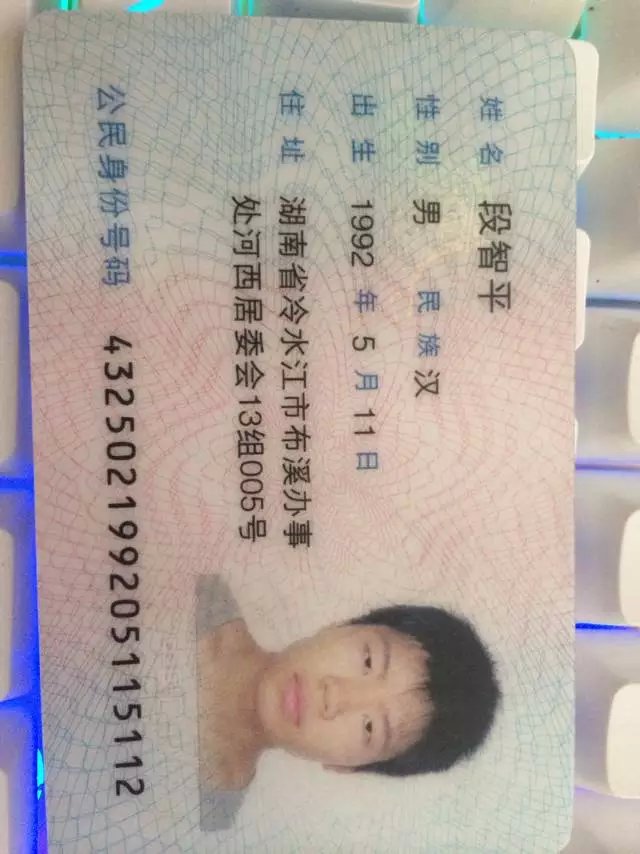 姓名 段智平
性别 男 民族 汉
出生 1992 年 5 月 11 日
住址 湖南省冷水江市布溪办事
处河西居委会13组005号
公民身份号码 432502199205115112